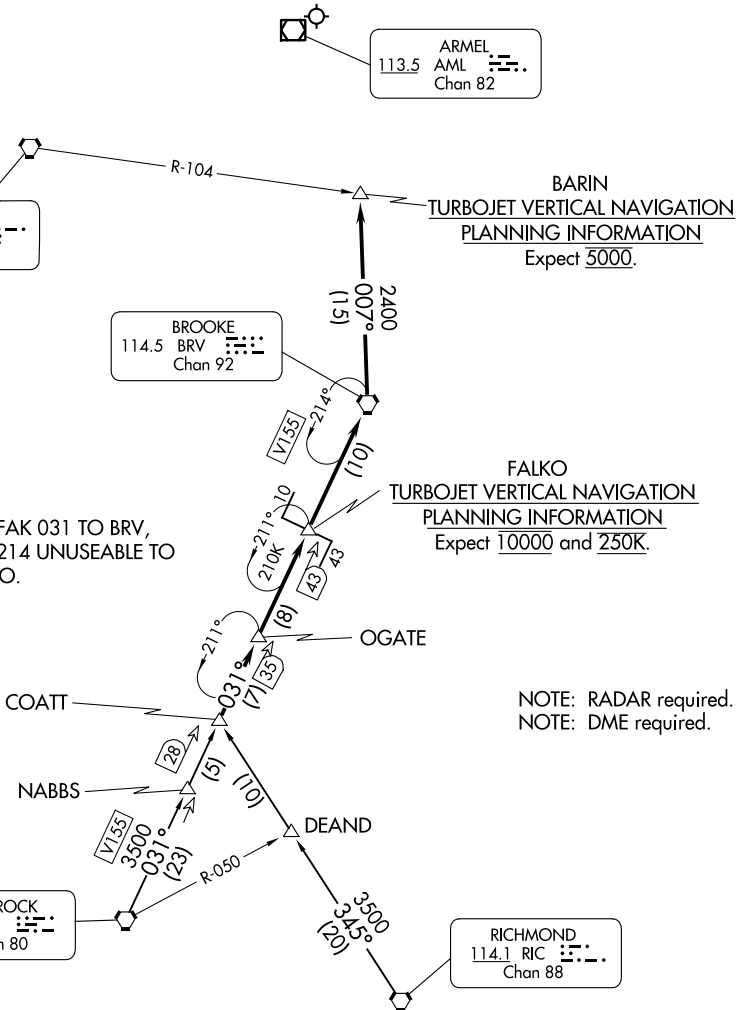 ARMEL
113.5 AML
Chan 82
R-104
BARIN
TURBOJET VERTICAL NAVIGATION
PLANNING INFORMATION
Expect 5000.
2400
007°
(15)
BROOKE
114.5 BRV
Chan 92
214°
V155
(10)
FALKO
TURBOJET VERTICAL NAVIGATION
PLANNING INFORMATION
Expect 10000 and 250K.
10
211°
210K
43
43
FAK 031 TO BRV,
214 UNUSEABLE TO
O.
(8)
OGATE
211°
35
031°
(7)
COATT
NOTE: RADAR required.
NOTE: DME required.
28
(5)
(10)
NABBS
DEAND
V155
3500
031°
(23)
R-050
3500
345°
(20)
ROCK
n 80
RICHMOND
114.1 RIC
Chan 88